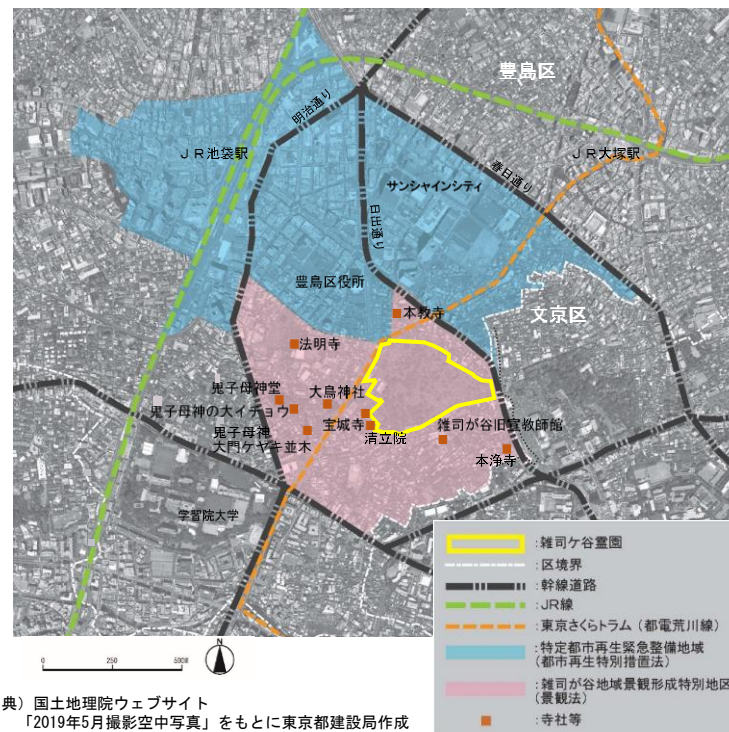 豊島区
明治通り
JR池袋駅
JR大塚駅
春日通り
サンシャインシティ
日出通り
豊島区役所
文京区
本教寺
法明寺
鬼子母神堂
大鳥神社
鬼子母神の大イチョウ
宝城寺
雑司が谷旧宣教師館
鬼子母神
大門ケヤキ並木
清立院
本浄寺
学習院大学
:雑司ケ谷霊園
:区境界
:幹線道路
:JR線
:東京さくらトラム(都電荒川線)
:特定都市再生緊急整備地域
(都市再生特別措置法)
:雑司が谷地域景観形成特別地区
(景観法)
:寺社等
0 250 500M
N
典)国土地理院ウェブサイト
「2019年5月撮影空中写真」をもとに東京都建設局作成